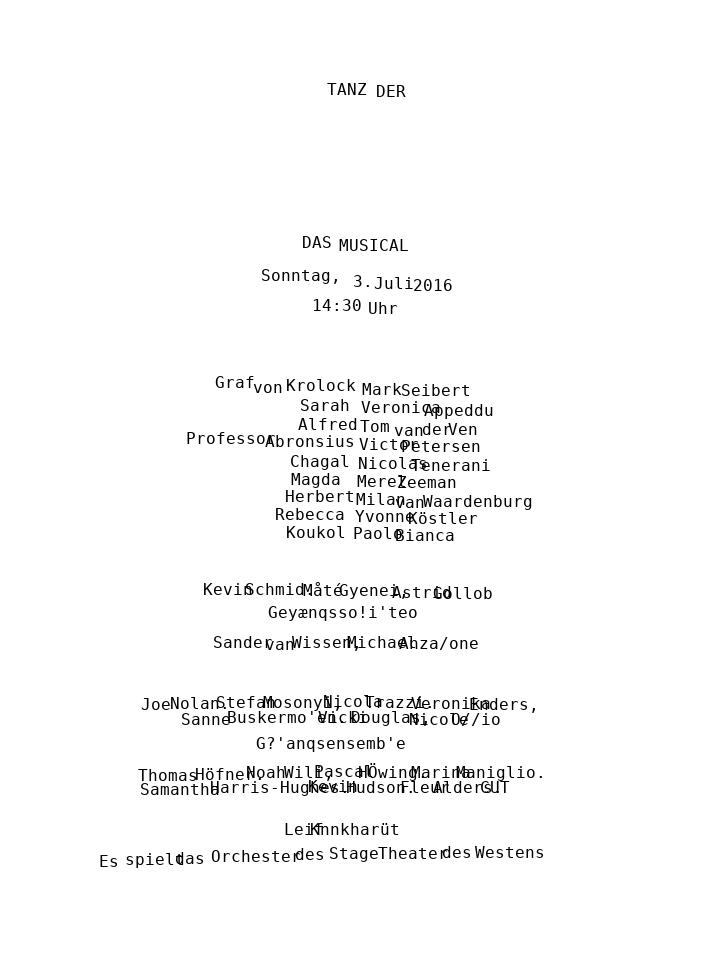 TANZ DER
DAS MUSICAL
Sonntag, 3. Juli 2016
14:30 Uhr
Graf von Krolock Mark Seibert
Sarah Veronica Appeddu
Alfred Tom van der Ven
Professor Abronsius Victor Petersen
Chagal Nicolas Tenerani
Magda Merel Zeeman
Herbert Milan van Waardenburg
Rebecca Yvonne Köstler
Koukol Paolo Bianca
Kevin Schmid. Måté Gyenei, Astrid Gollob
Geyænqsso!i'teo
Sander van Wissen, Michael Anza/one
Joe Nolan. Stefan Mosonyi, Nicola Trazzi. Veronika Enders,
Sanne Buskermo'en. Vicki Douglas, Nicole O//io
G?'anqsensemb'e
Thomas Höfner. Noah Will, Pascal HÖwing. Marina Maniglio.
Samantha Harris-Hughes. Kevin Hudson. Fleur Alders. CUT
Leif Knnkharüt
Es spielt das Orchester des Stage Theater des Westens